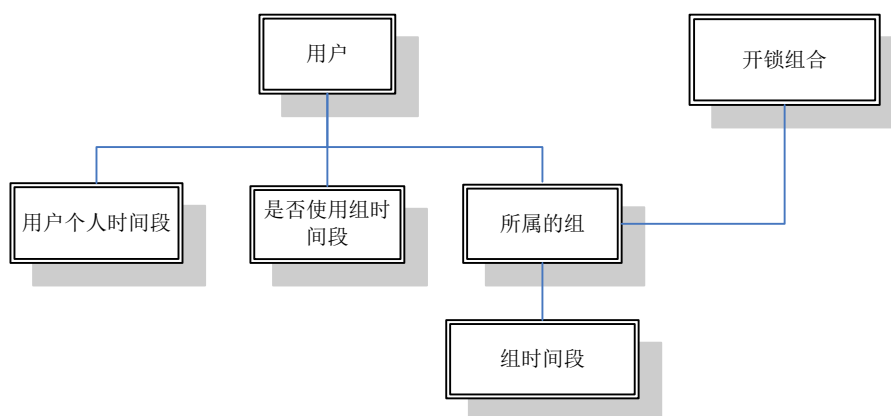 用户
开锁组合
用户个人时间段
是否使用组时
间段
所属的组
组时间段